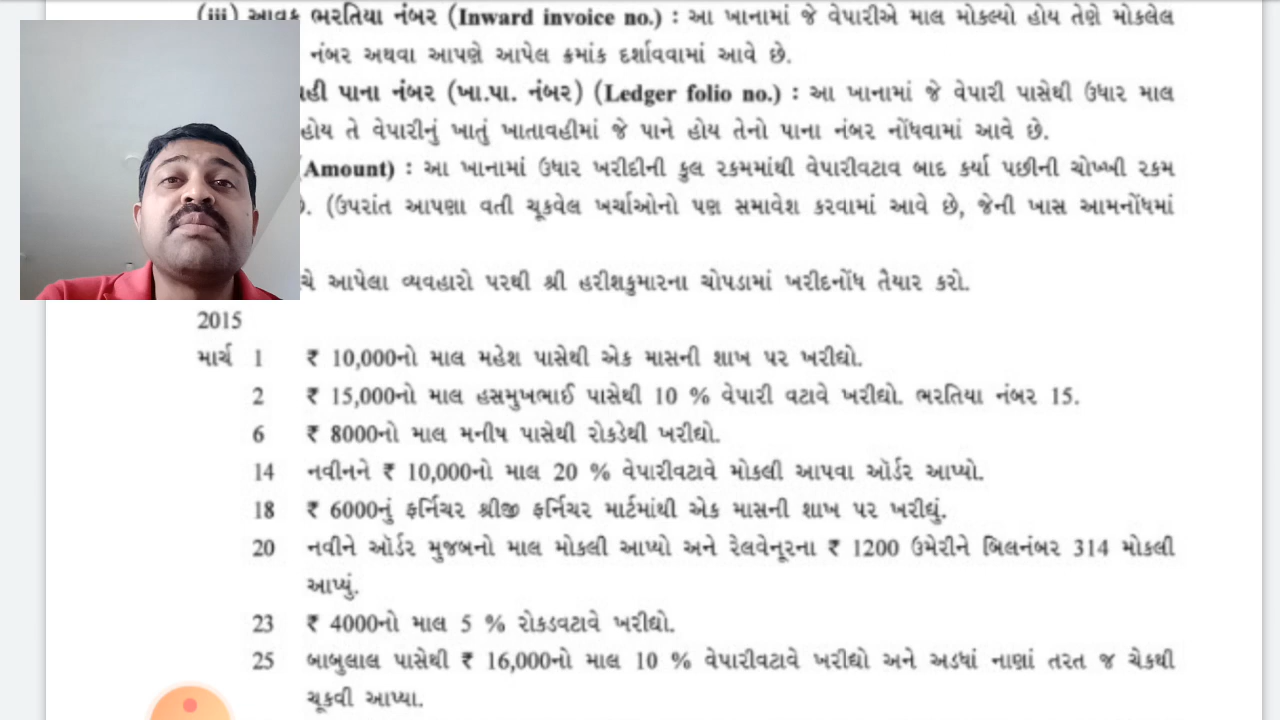 (iii) આવક ભરતિયા નંબર (Inward invoice no.) : આ ખાનામાં જે વેપારીએ માલ મોકલ્યો હોય તેણે મોકલેલ
નંબર અથવા આપણે આપેલ ક્રમાંક દર્શાવવામાં આવે છે.
પાના નંબર (ખા.પા. નંબર) (Ledger folio no.) : આ ખાનામાં જે વેપારી પાસેથી ઉધાર માલ
હોય તે વેપારીનું ખાતું ખાતાવહીમાં જે પાને હોય તેનો પાના નંબર નોંધવામાં આવે છે.
(Amount) : આ ખાનામાં ઉધાર ખરીદીની કુલ રકમમાંથી વેપારીવટાવ બાદ કર્યા પછીની ચોખ્ખી રકમ
(ઉપરાંત આપણા વતી ચૂકવેલ ખર્ચાઓનો પણ સમાવેશ કરવામાં આવે છે, જેની ખાસ આમનોંધમાં
આપેલા વ્યવહારો પરથી શ્રી હરીશકુમારના ચોપડામાં ખરીદનોંધ તૈયાર કરો.
2015
માર્ચ 1 ₹ 10,000નો માલ મહેશ પાસેથી એક માસની શાખ પર ખરીદ્યો.
2 ₹ 15,000નો માલ હસમુખભાઈ પાસેથી 10 % વેપારી વટાવે ખરીદ્યો. ભરતિયા નંબર 15.
6 ₹ 8000નો માલ મનીષ પાસેથી રોકડેથી ખરીદ્યો.
14 નવીનને ₹ 10,000નો માલ 20 % વેપારીવટાવે મોકલી આપવા ઑર્ડર આપ્યો.
18 ₹ 6000નું ફર્નિચર શ્રીજી ફર્નિચર માર્ટમાંથી એક માસની શાખ પર ખરીદ્યું.
20 નવીને ઑર્ડર મુજબનો માલ મોકલી આપ્યો અને રેલવેનૂરના ₹ 1200 ઉમેરીને બિલનંબર 314 મોકલી
આપ્યું.
23 ₹ 4000નો માલ 5 % રોકડવટાવે ખરીદ્યો.
25 બાબુલાલ પાસેથી ₹ 16,000નો માલ 10 % વેપારીવટાવે ખરીદ્યો અને અડધાં નાણાં તરત જ ચેકથી
ચૂકવી આપ્યા.